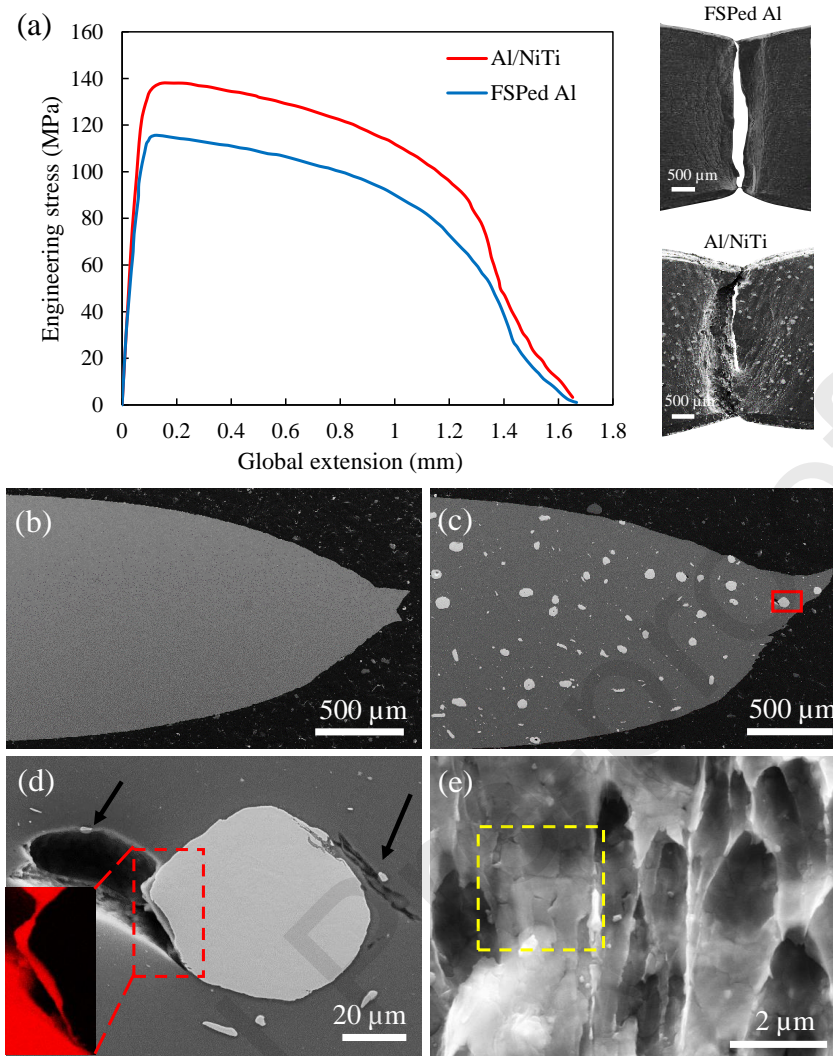 (a)
160
140
120
100
80
60
40
20
0
Engineering stress (MPa)
0 0.2 0.4 0.6 0.8 1 1.2 1.4 1.6 1.8
Global extension (mm)
Al/NiTi
FSPed Al
FSPed Al
500 µm
Al/NiTi
500 µm
(b)
500 µm
(c)
500 µm
(d)
20 µm
(e)
2 µm